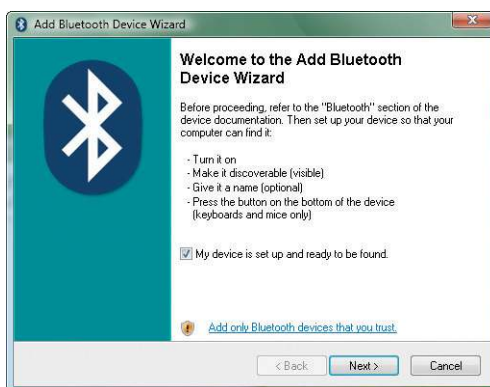 Add Bluetooth Device Wizard
Welcome to the Add Bluetooth
Device Wizard
Before proceeding, refer to the "Bluetooth" section of the
device documentation. Then set up your device so that your
computer can find it:
- Turn it on
- Make it discoverable (visible)
- Give it a name (optional)
- Press the button on the bottom of the device
(keyboards and mice only)
My device is set up and ready to be found.
Add only Bluetooth devices that you trust.
< Back
Next >
Cancel